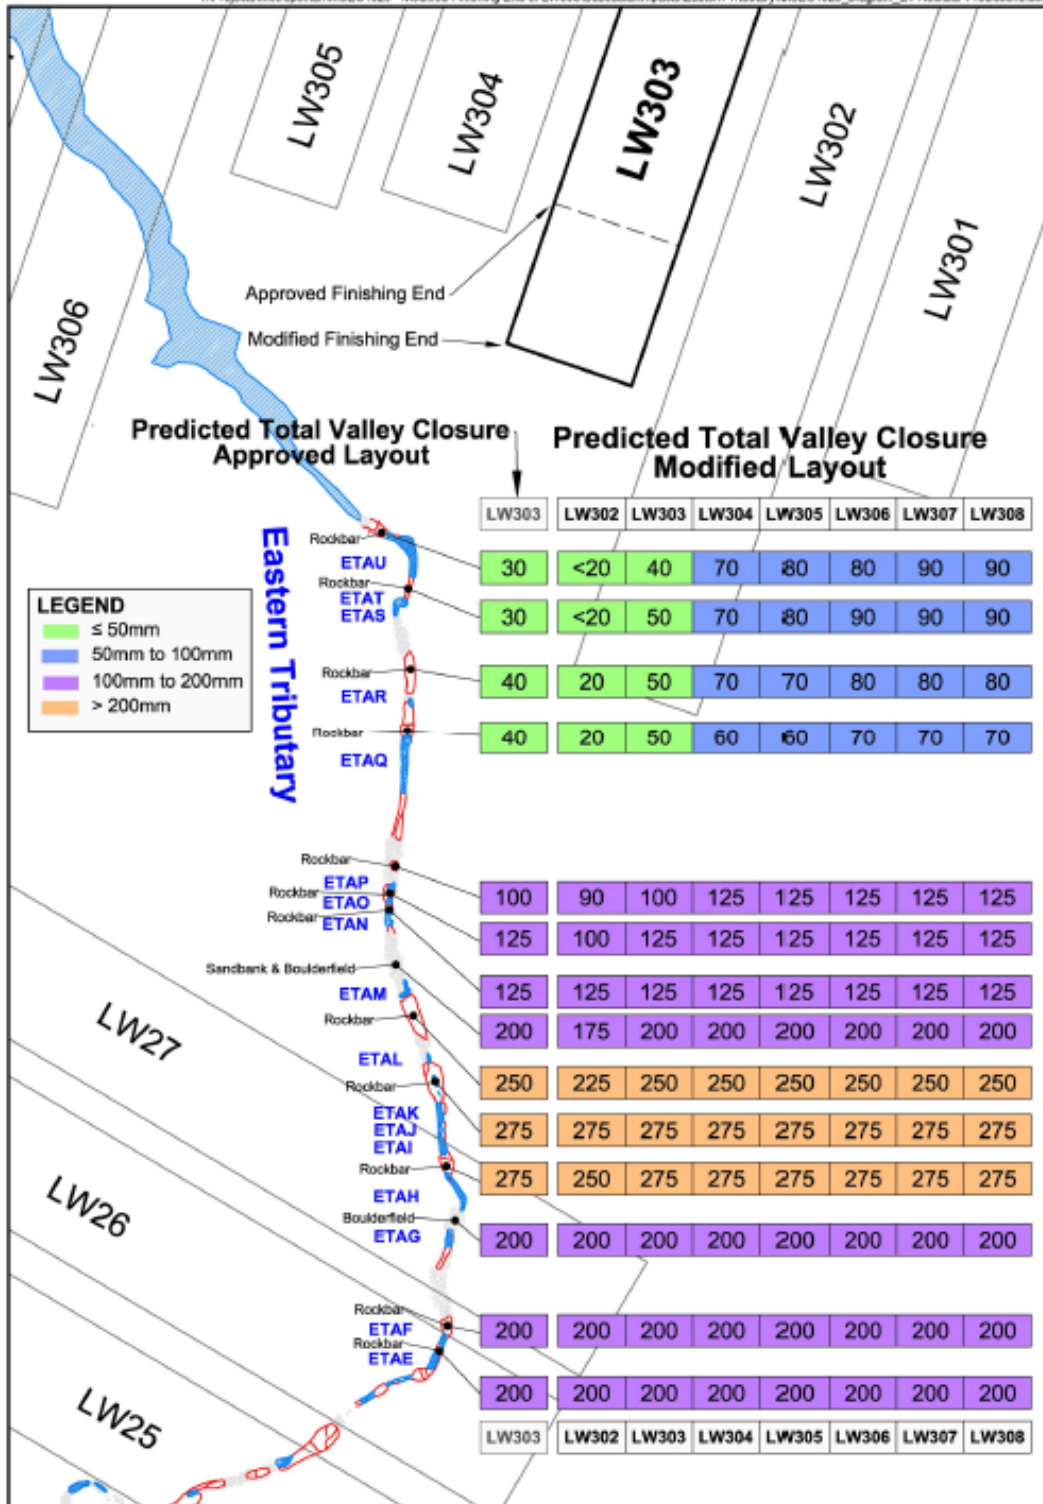 LW305
LW304
LW303
LW302
LW301
LW306
Approved Finishing End
Modified Finishing End
Predicted Total Valley Closure
Approved Layout
Predicted Total Valley Closure
Modified Layout
LW303 LW302 LW303 LW304 LW305 LW306 LW307 LW308
Rockbar
ETAU
30 <20 40 70 80 80 90 90
Rockbar
ETAT
ETAS
30 <20 50 70 80 90 90 90
LEGEND
≤ 50mm
50mm to 100mm
100mm to 200mm
> 200mm
Eastern Tributary
Rockbar
ETAR
40 20 50 70 70 80 80 80
Rockbar
ETAQ
40 20 50 60 60 70 70 70
Rockbar
ETAP
100 90 100 125 125 125 125 125
Rockbar
ETAO
Rockbar
ETAN
125 100 125 125 125 125 125 125
Sandbank & Boulderfield
ETAM
125 125 125 125 125 125 125 125
Rockbar
200 175 200 200 200 200 200 200
LW27
ETAL
Rockbar
250 225 250 250 250 250 250 250
ETAK
ETAJ
ETAI
275 275 275 275 275 275 275 275
Rockbar
275 250 275 275 275 275 275 275
ETAH
LW26
Boulderfield
ETAG
200 200 200 200 200 200 200 200
Rockbar
ETAF
200 200 200 200 200 200 200 200
Rockbar
ETAE
200 200 200 200 200 200 200 200
LW25
LW303 LW302 LW303 LW304 LW305 LW306 LW307 LW308